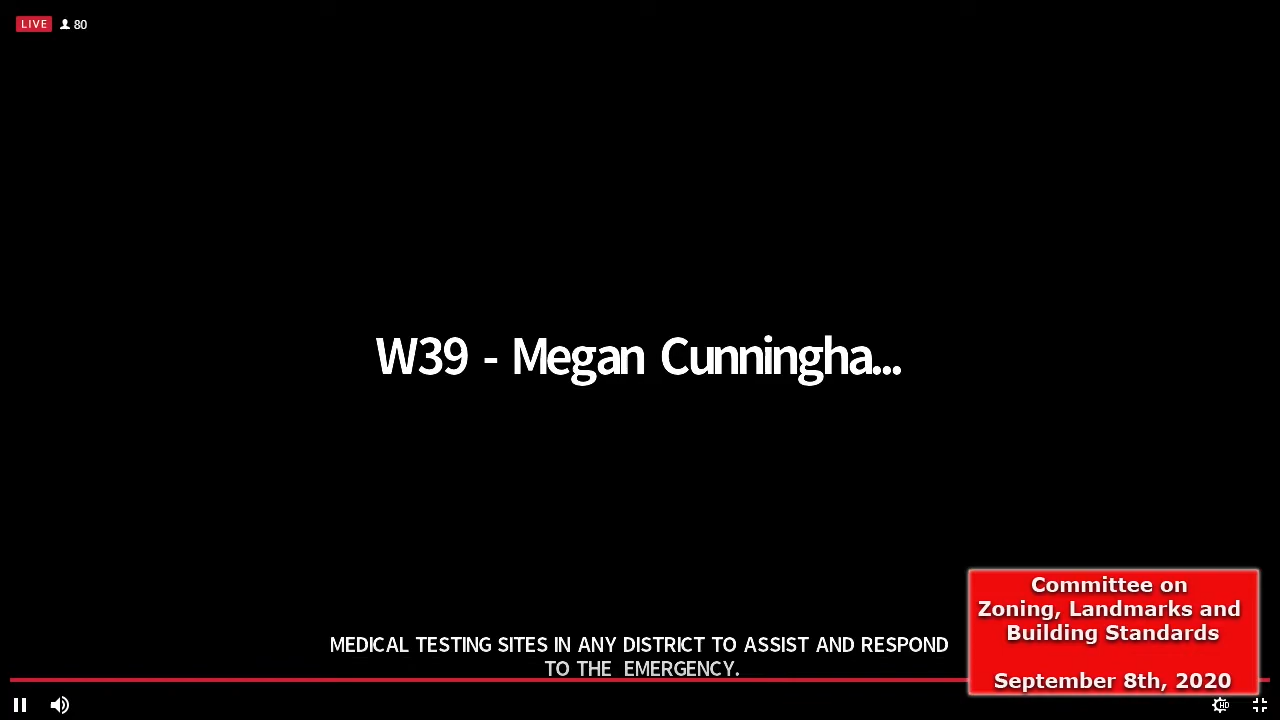 LIVE 80
W39 - Megan Cunningha...
MEDICAL TESTING SITES IN ANY DISTRICT TO ASSIST AND RESPOND
TO THE EMERGENCY.
Committee on
Zoning, Landmarks and
Building Standards
September 8th, 2020
HD